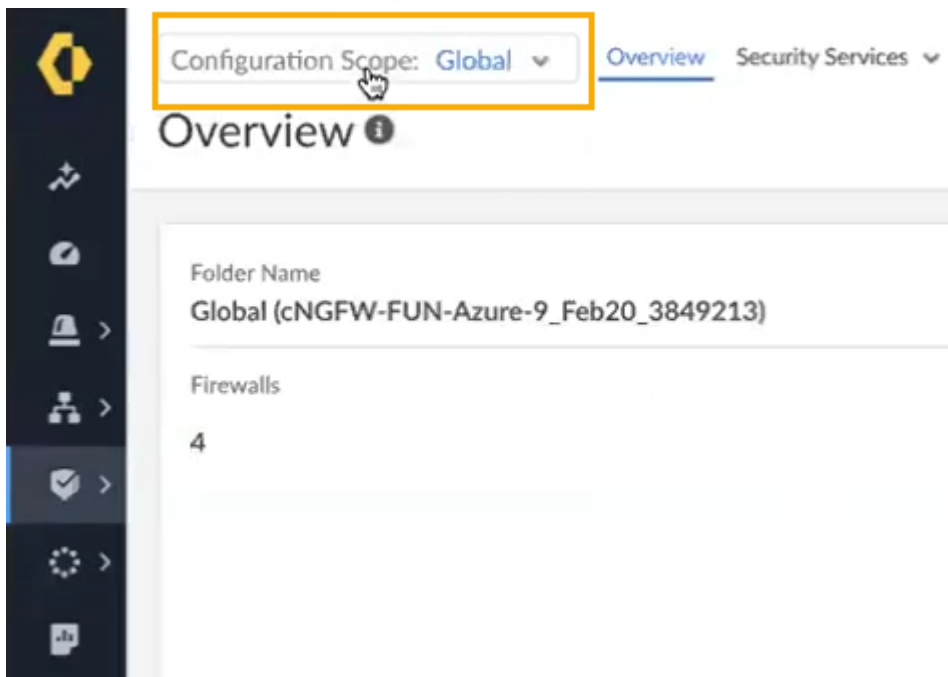 Configuration Scope: Global
Overview
Security Services
Overview
Folder Name
Global (cNGFW-FUN-Azure-9_Feb20_3849213)
Firewalls
4